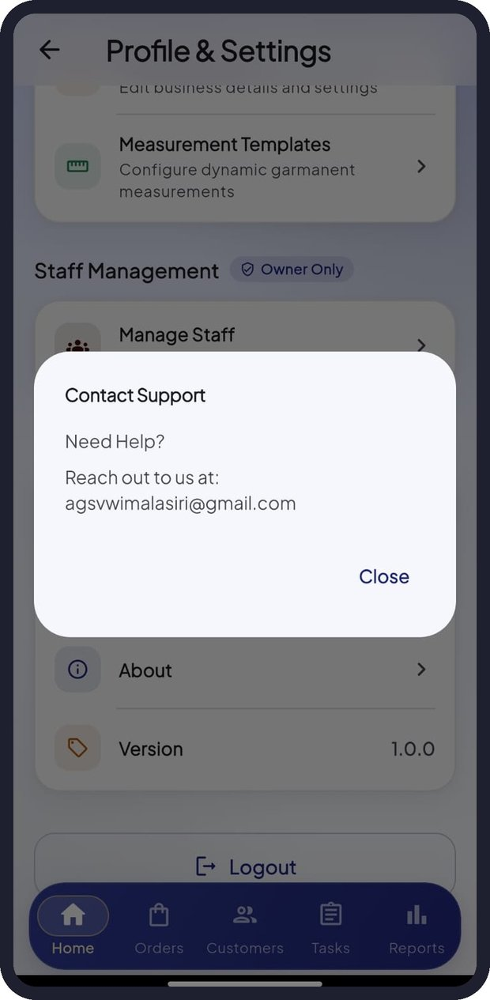 Profile & Settings
Edit business details and settings
Measurement Templates
Configure dynamic garmanent
measurements
Staff Management
Owner Only
Manage Staff
Contact Support
Need Help?
Reach out to us at:
agsvwimalasiri@gmail.com
Close
About
Version
1.0.0
Logout
Home
Orders
Customers
Tasks
Reports